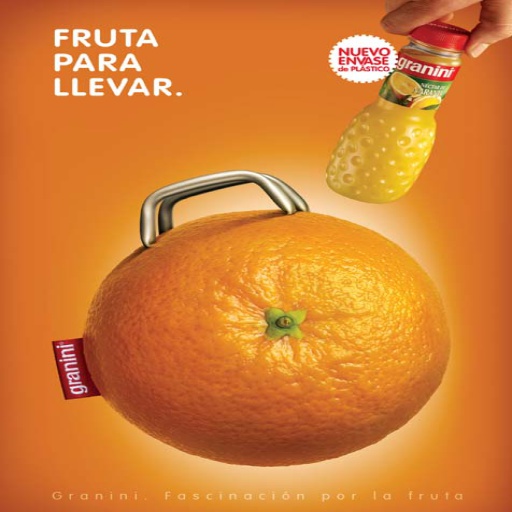 FRUTA
PARA
LLEVAR.
NUEVO
ENVASE
de PLÁSTICO
granini
granini
Granini. Fascinación por la fruta